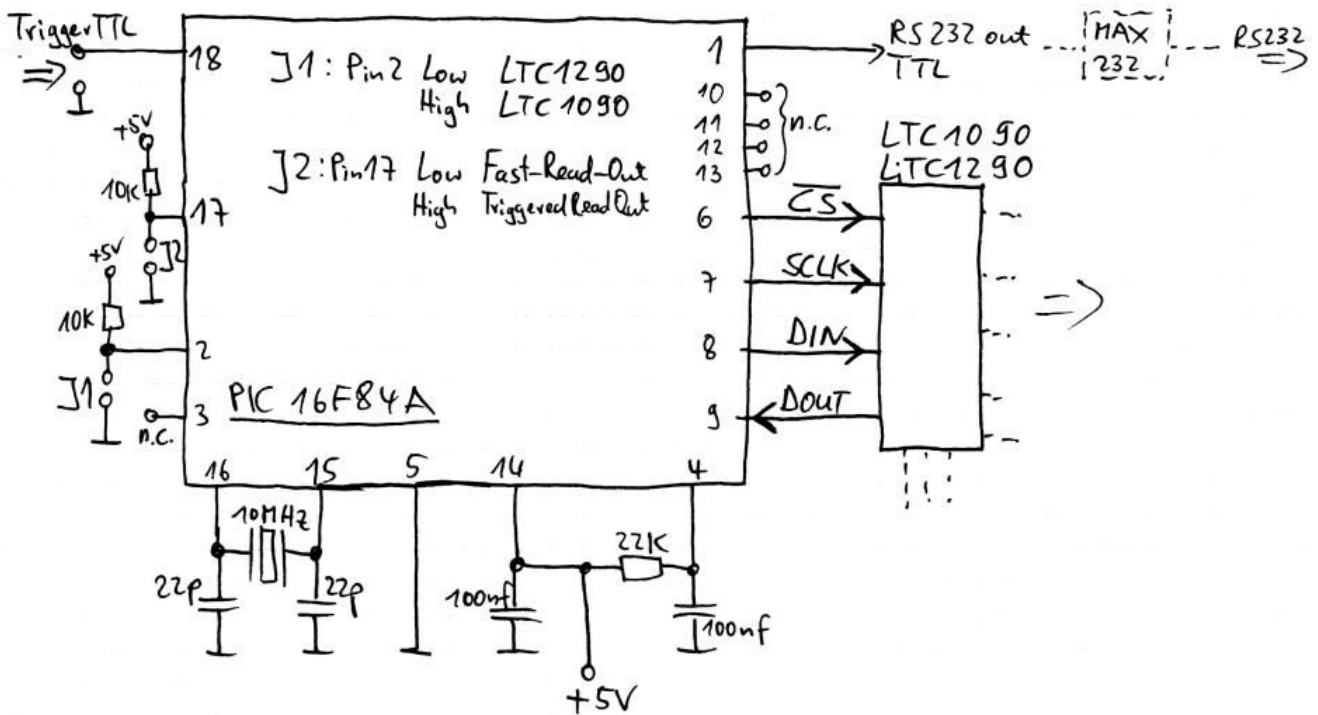 TriggerTTL
⇒
18
J1: Pin2 Low LTC1290
High LTC1090
J2: Pin17 Low Fast-Read-Out
High TriggeredReadOut
1
RS232 out
TTL
MAX
232
RS232
⇒
10
11
12
13
n.c.
LTC1090
LTC1290
+5V
10K
17
J2
+5V
10K
2
J1
3
n.c.
PIC 16F84A
6
CS
7
SCLK
8
DIN
9
DOUT
⇒
16
15
5
14
4
10MHz
22p
22p
100nf
22K
100nf
+5V